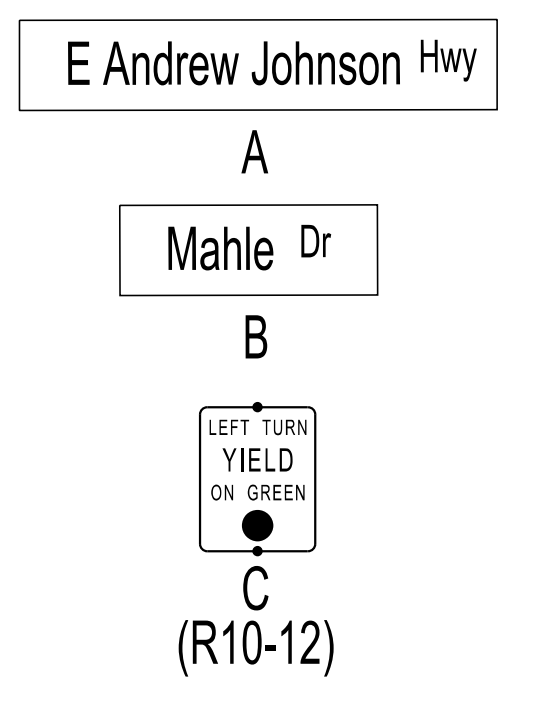 E Andrew Johnson Hwy
A
Mahle Dr
B
LEFT TURN
YIELD
ON GREEN
C
(R10-12)